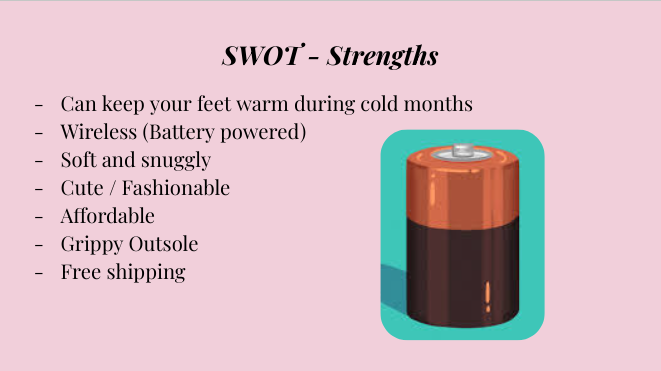 SWOT - Strengths
- Can keep your feet warm during cold months
- Wireless (Battery powered)
- Soft and snuggly
- Cute / Fashionable
- Affordable
- Grippy Outsole
- Free shipping